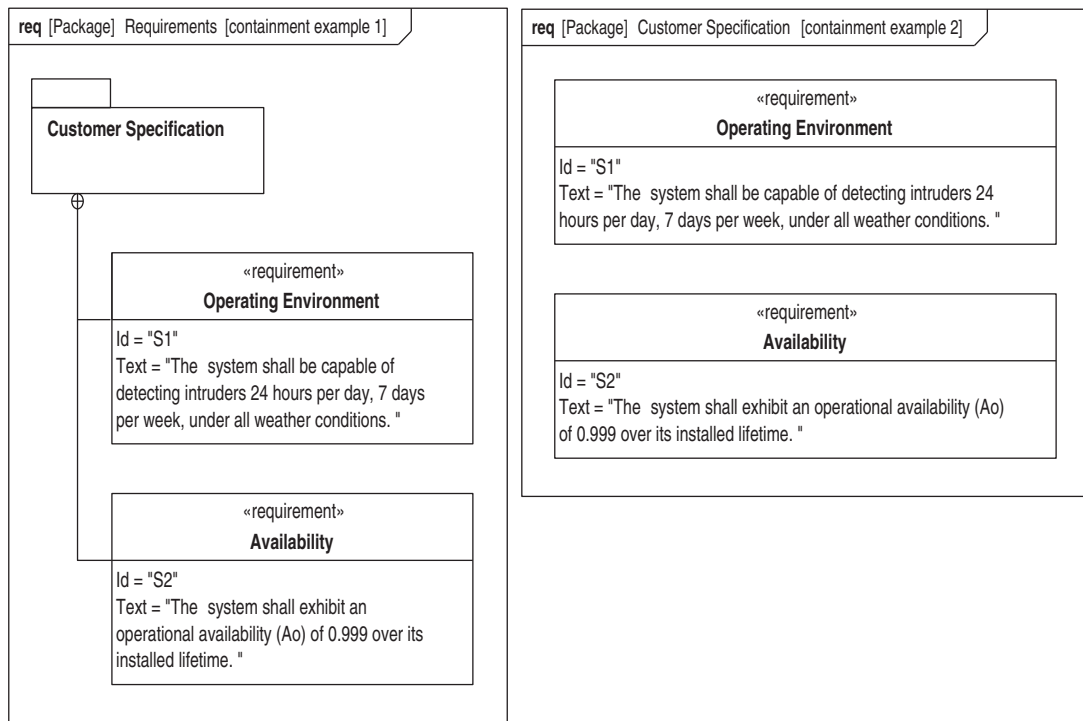 req [Package] Requirements [containment example 1]
Customer Specification
«requirement»
Operating Environment
Id = "S1"
Text = "The system shall be capable of
detecting intruders 24 hours per day, 7 days
per week, under all weather conditions. "
«requirement»
Availability
Id = "S2"
Text = "The system shall exhibit an
operational availability (Ao) of 0.999 over its
installed lifetime. "
req [Package] Customer Specification [containment example 2]
«requirement»
Operating Environment
Id = "S1"
Text = "The system shall be capable of detecting intruders 24
hours per day, 7 days per week, under all weather conditions. "
«requirement»
Availability
Id = "S2"
Text = "The system shall exhibit an operational availability (Ao)
of 0.999 over its installed lifetime. "